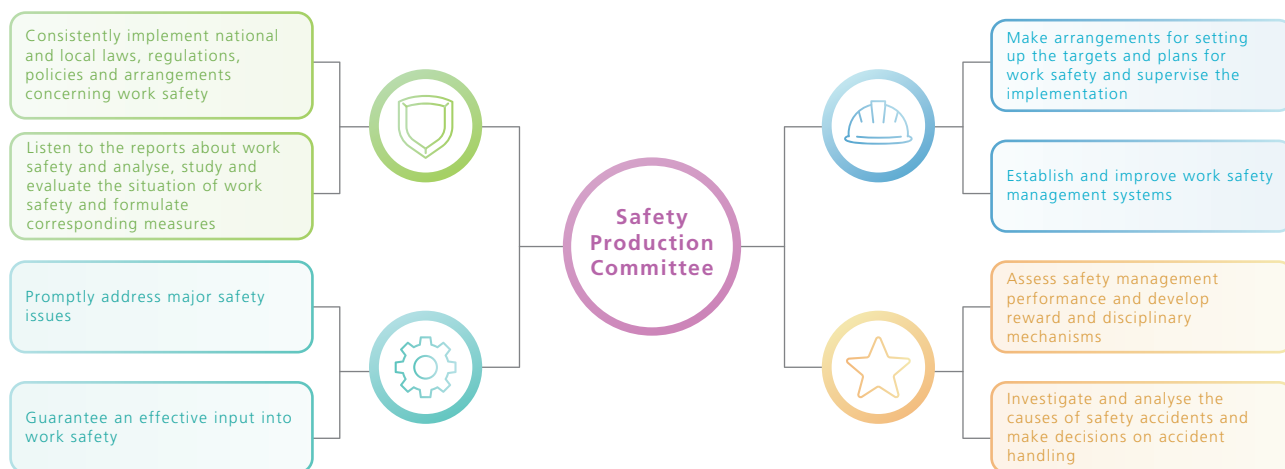 Consistently implement national
and local laws, regulations,
policies and arrangements
concerning work safety
Listen to the reports about work
safety and analyse, study and
evaluate the situation of work
safety and formulate
corresponding measures
Promptly address major safety
issues
Guarantee an effective input into
work safety
Safety
Production
Committee
Make arrangements for setting
up the targets and plans for
work safety and supervise the
implementation
Establish and improve work safety
management systems
Assess safety management
performance and develop
reward and disciplinary
mechanisms
Investigate and analyse the
causes of safety accidents and
make decisions on accident
handling